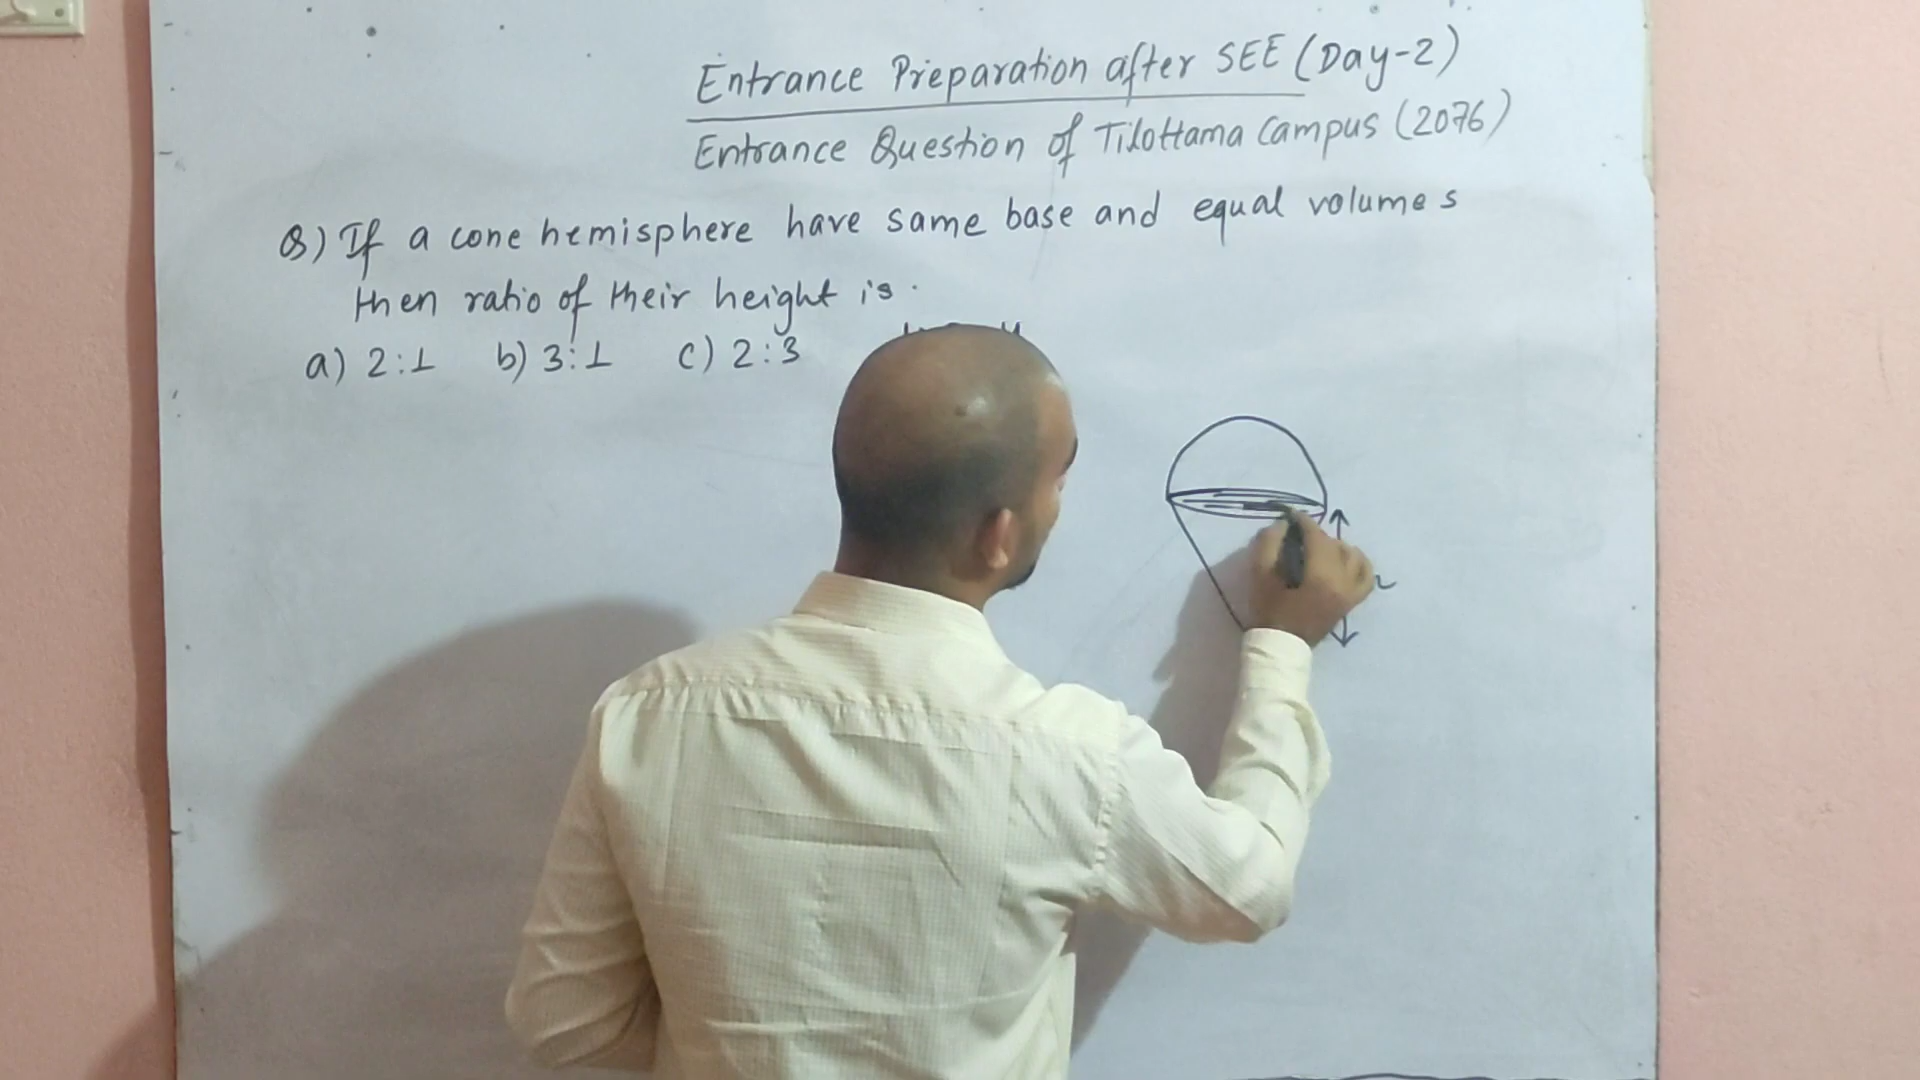 Entrance Preparation after SEE (Day-2)
Entrance Question of Tilottama Campus (2076)
Q) If a cone hemisphere have same base and equal volumes
then ratio of their height is.
a) 2:1 b) 3:1 c) 2:3